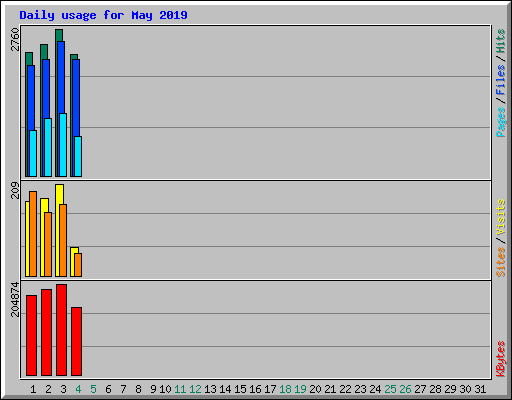 Daily usage for May 2019
2760
209
204874
Pages / Files / Hits
Sites / Visits
KBytes
1 2 3 4 5 6 7 8 9 10 11 12 13 14 15 16 17 18 19 20 21 22 23 24 25 26 27 28 29 30 31